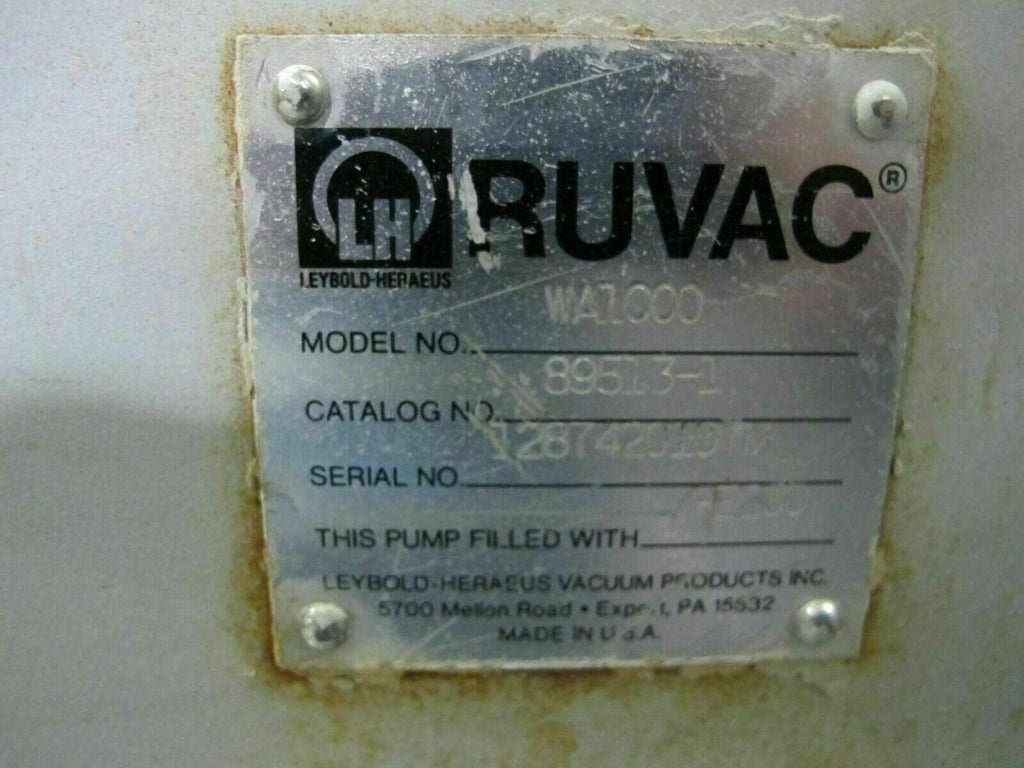 LH
LEYBOLD-HERAEUS
RUVAC®
MODEL NO. WA1000
CATALOG NO. 89513-1
SERIAL NO.
THIS PUMP FILLED WITH
LEYBOLD-HERAEUS VACUUM PRODUCTS INC.
5700 Mellon Road • Export, PA 15632
MADE IN U.S.A.